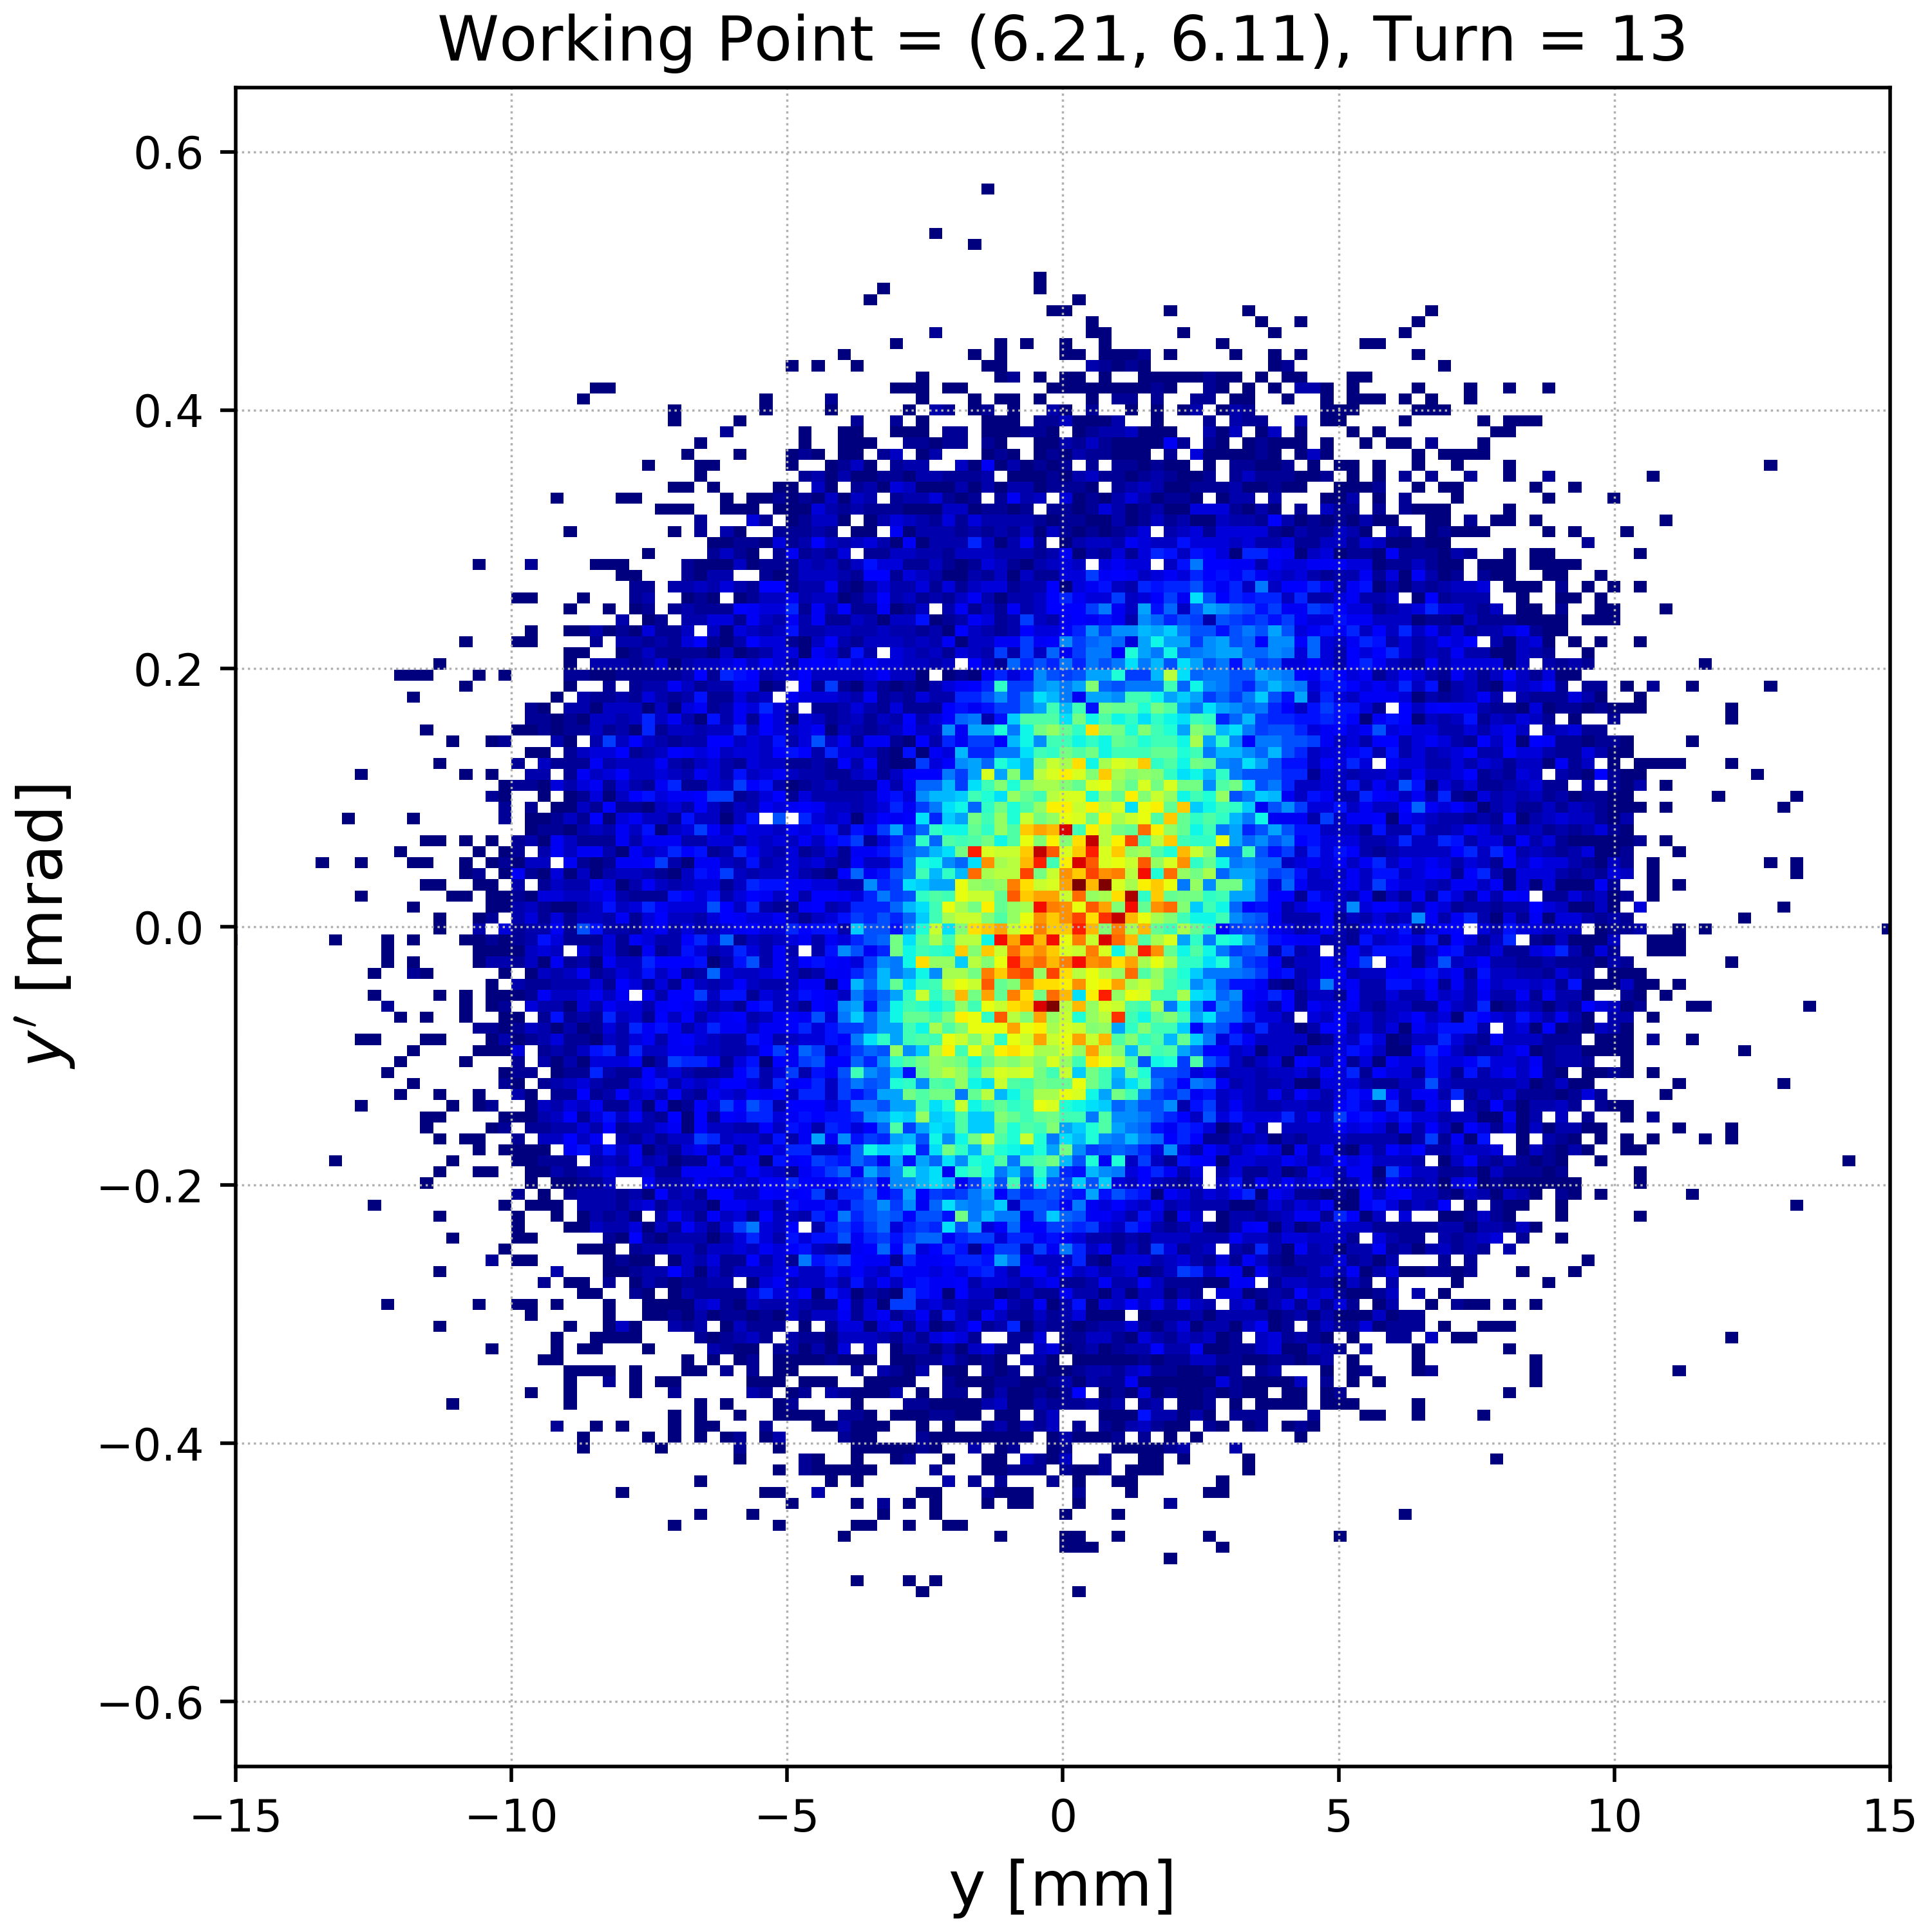 Working Point = (6.21, 6.11), Turn = 13
y′ [mrad]
0.6
0.4
0.2
0.0
−0.2
−0.4
−0.6
−15 −10 −5 0 5 10 15
y [mm]